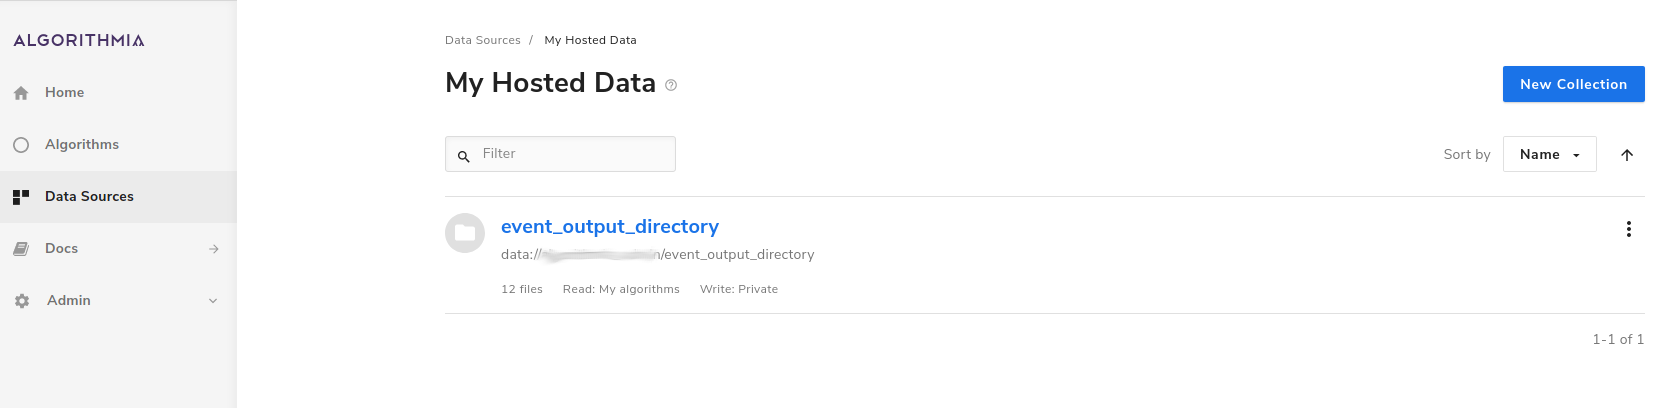 ALGORITHMIA
Home
Algorithms
Data Sources
Docs
Admin
Data Sources / My Hosted Data
My Hosted Data
New Collection
Filter
Sort by Name
event_output_directory
data://
/event_output_directory
12 files Read: My algorithms Write: Private
1-1 of 1